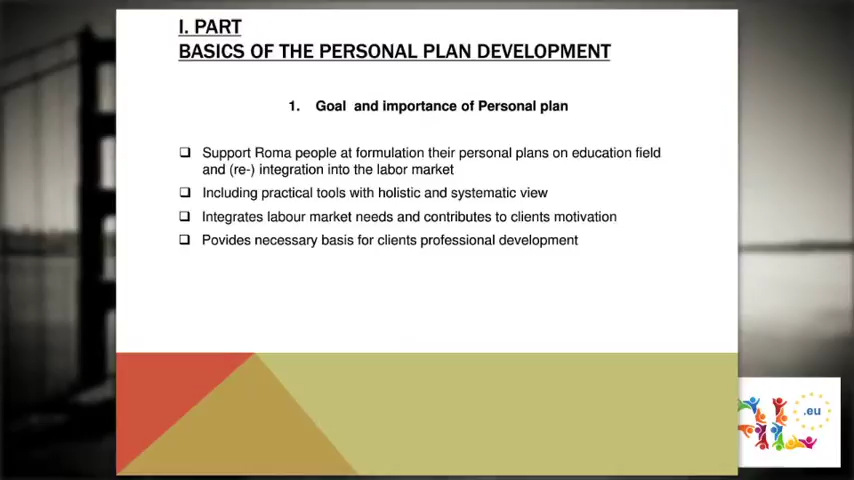 I. PART
BASICS OF THE PERSONAL PLAN DEVELOPMENT
1. Goal and importance of Personal plan
Support Roma people at formulation their personal plans on education field
and (re-) integration into the labor market
Including practical tools with holistic and systematic view
Integrates labour market needs and contributes to clients motivation
Povides necessary basis for clients professional development
.eu